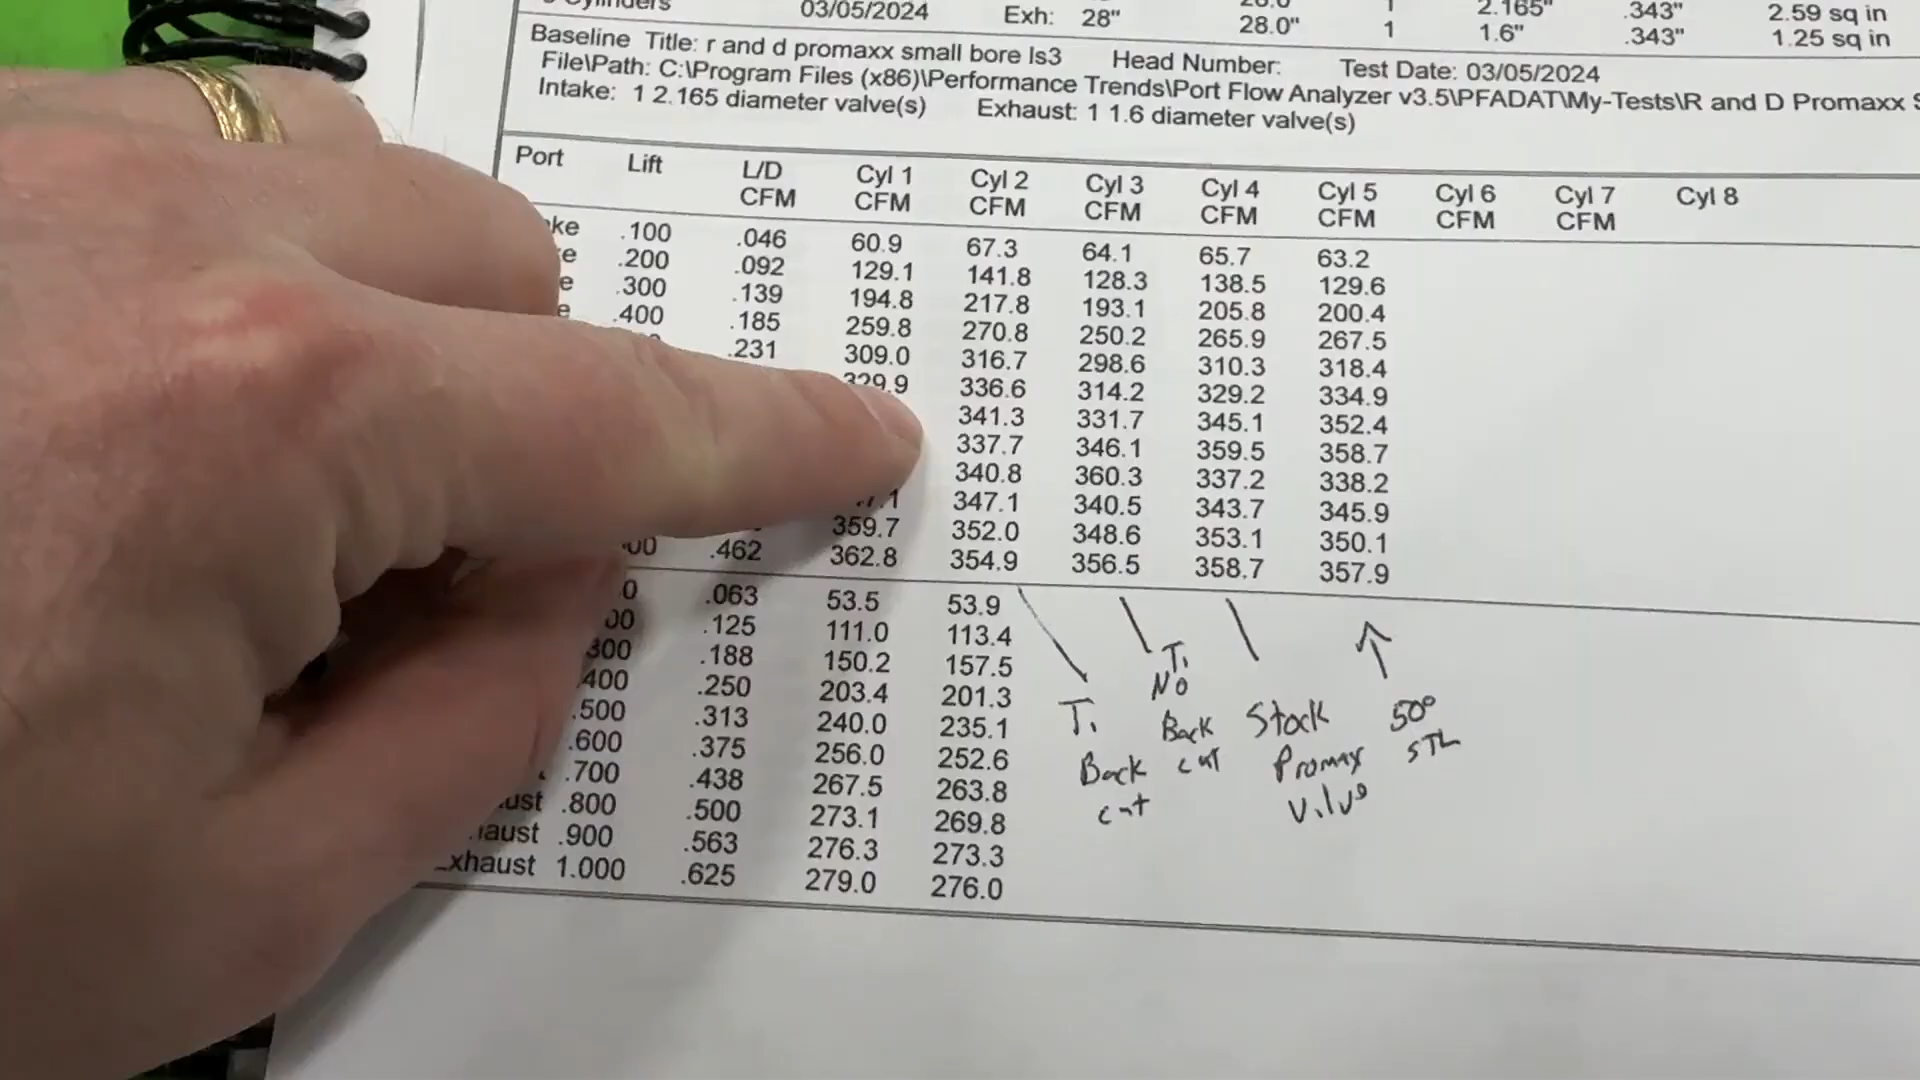 03/05/2024 Exh: 28" 28.0" 1 2.165" .343" 2.59 sq in
1 1.6" .343" 1.25 sq in
Baseline Title: r and d promaxx small bore ls3 Head Number: Test Date: 03/05/2024
File\Path: C:\Program Files (x86)\Performance Trends\Port Flow Analyzer v3.5\PFADAT\My-Tests\R and D Promaxx
Intake: 1 2.165 diameter valve(s) Exhaust: 1 1.6 diameter valve(s)
Port Lift L/D Cyl 1 Cyl 2 Cyl 3 Cyl 4 Cyl 5 Cyl 6 Cyl 7 Cyl 8
CFM CFM CFM CFM CFM CFM CFM CFM
ke .100 .046 60.9 67.3 64.1 65.7 63.2
e .200 .092 129.1 141.8 128.3 138.5 129.6
e .300 .139 194.8 217.8 193.1 205.8 200.4
e .400 .185 259.8 270.8 250.2 265.9 267.5
.231 309.0 316.7 298.6 310.3 318.4
329.9 336.6 314.2 329.2 334.9
341.3 331.7 345.1 352.4
337.7 346.1 359.5 358.7
340.8 360.3 337.2 338.2
7.1 347.1 340.5 343.7 345.9
359.7 352.0 348.6 353.1 350.1
00 .462 362.8 354.9 356.5 358.7 357.9
0 .063 53.5 53.9
00 .125 111.0 113.4
300 .188 150.2 157.5
400 .250 203.4 201.3
.500 .313 240.0 235.1
.600 .375 256.0 252.6
.700 .438 267.5 263.8
ust .800 .500 273.1 269.8
haust .900 .563 276.3 273.3
xhaust 1.000 .625 279.0 276.0
Ti
Back
cut
Ti
NO
Back
cut
Stock
Promax
Valve
50°
STL